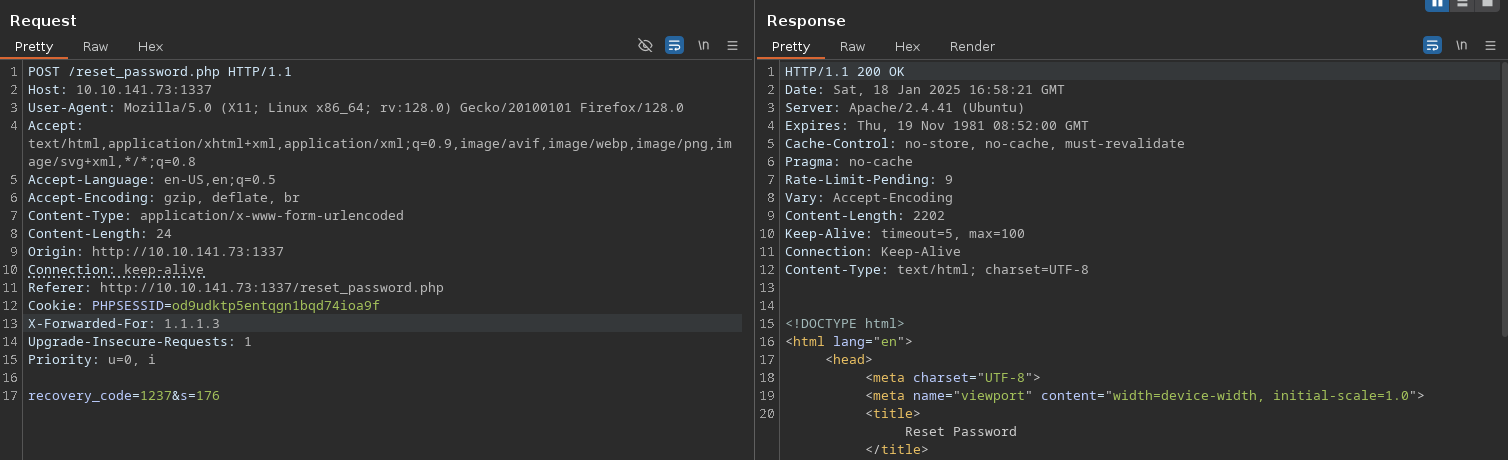 Request
Pretty Raw Hex \n
1 POST /reset_password.php HTTP/1.1
2 Host: 10.10.141.73:1337
3 User-Agent: Mozilla/5.0 (X11; Linux x86_64; rv:128.0) Gecko/20100101 Firefox/128.0
4 Accept:
text/html,application/xhtml+xml,application/xml;q=0.9,image/avif,image/webp,image/png,im
age/svg+xml,*/*;q=0.8
5 Accept-Language: en-US,en;q=0.5
6 Accept-Encoding: gzip, deflate, br
7 Content-Type: application/x-www-form-urlencoded
8 Content-Length: 24
9 Origin: http://10.10.141.73:1337
10 Connection: keep-alive
11 Referer: http://10.10.141.73:1337/reset_password.php
12 Cookie: PHPSESSID=od9udktp5entqgn1bqd74ioa9f
13 X-Forwarded-For: 1.1.1.3
14 Upgrade-Insecure-Requests: 1
15 Priority: u=0, i
16
17 recovery_code=1237&s=176
Response
Pretty Raw Hex Render \n
1 HTTP/1.1 200 OK
2 Date: Sat, 18 Jan 2025 16:58:21 GMT
3 Server: Apache/2.4.41 (Ubuntu)
4 Expires: Thu, 19 Nov 1981 08:52:00 GMT
5 Cache-Control: no-store, no-cache, must-revalidate
6 Pragma: no-cache
7 Rate-Limit-Pending: 9
8 Vary: Accept-Encoding
9 Content-Length: 2202
10 Keep-Alive: timeout=5, max=100
11 Connection: Keep-Alive
12 Content-Type: text/html; charset=UTF-8
13
14
15 <!DOCTYPE html>
16 <html lang="en">
17 <head>
18 <meta charset="UTF-8">
19 <meta name="viewport" content="width=device-width, initial-scale=1.0">
20 <title>
Reset Password
</title>